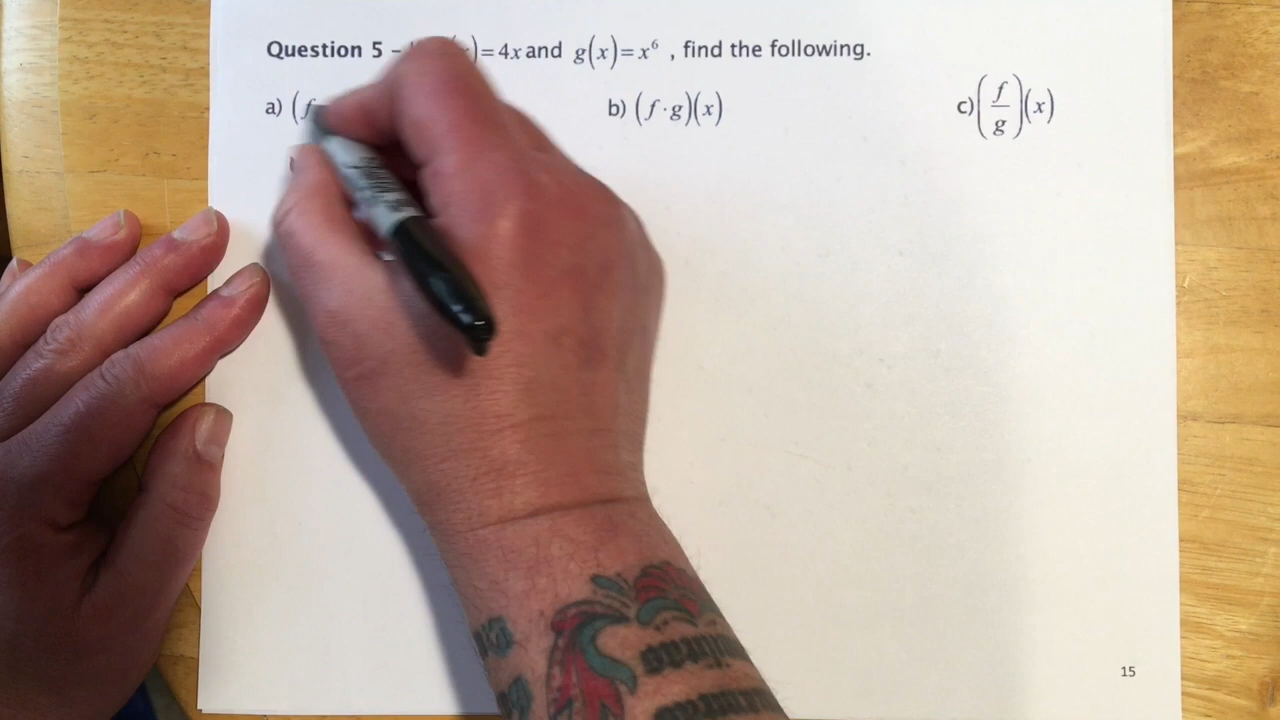 Question 5 – )=4x and g(x)=x⁶ , find the following.
a) (f b) (f·g)(x) c) (f/g)(x)
15